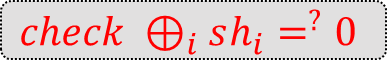 check ⊕ᵢ shᵢ =? 0